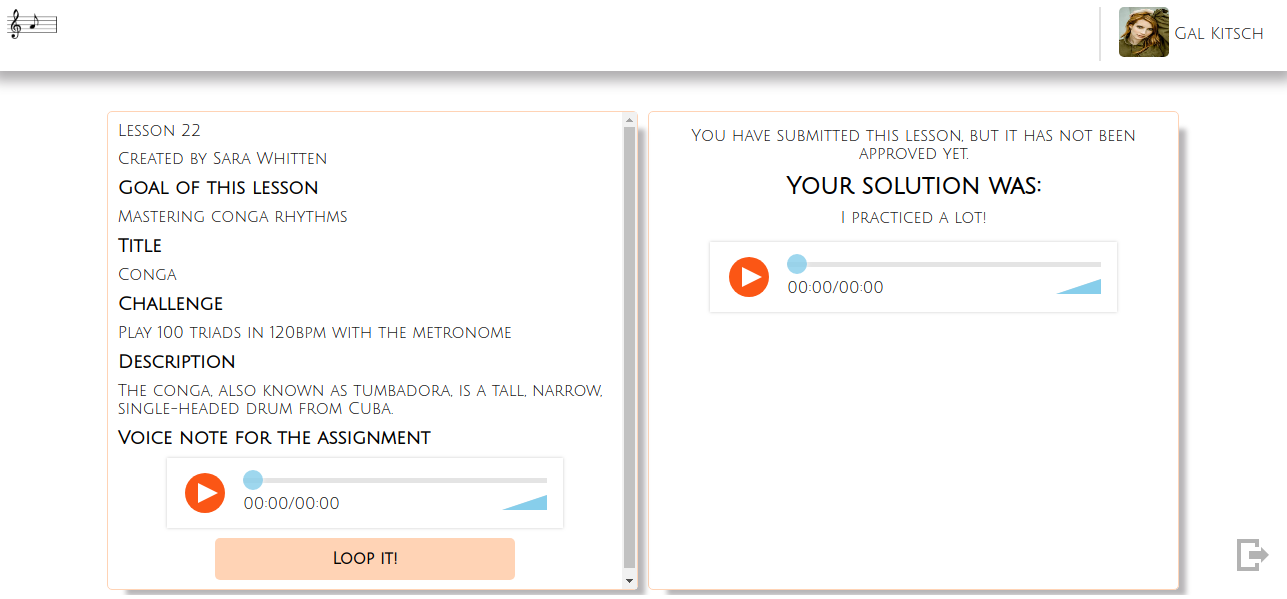 Gal Kitsch
Lesson 22
Created by Sara Whitten
Goal of this lesson
Mastering conga rhythms
Title
Conga
Challenge
Play 100 triads in 120bpm with the metronome
Description
The conga, also known as tumbadora, is a tall, narrow,
single-headed drum from Cuba.
Voice note for the assignment
00:00/00:00
Loop it!
You have submitted this lesson, but it has not been
approved yet.
Your solution was:
I practiced a lot!
00:00/00:00